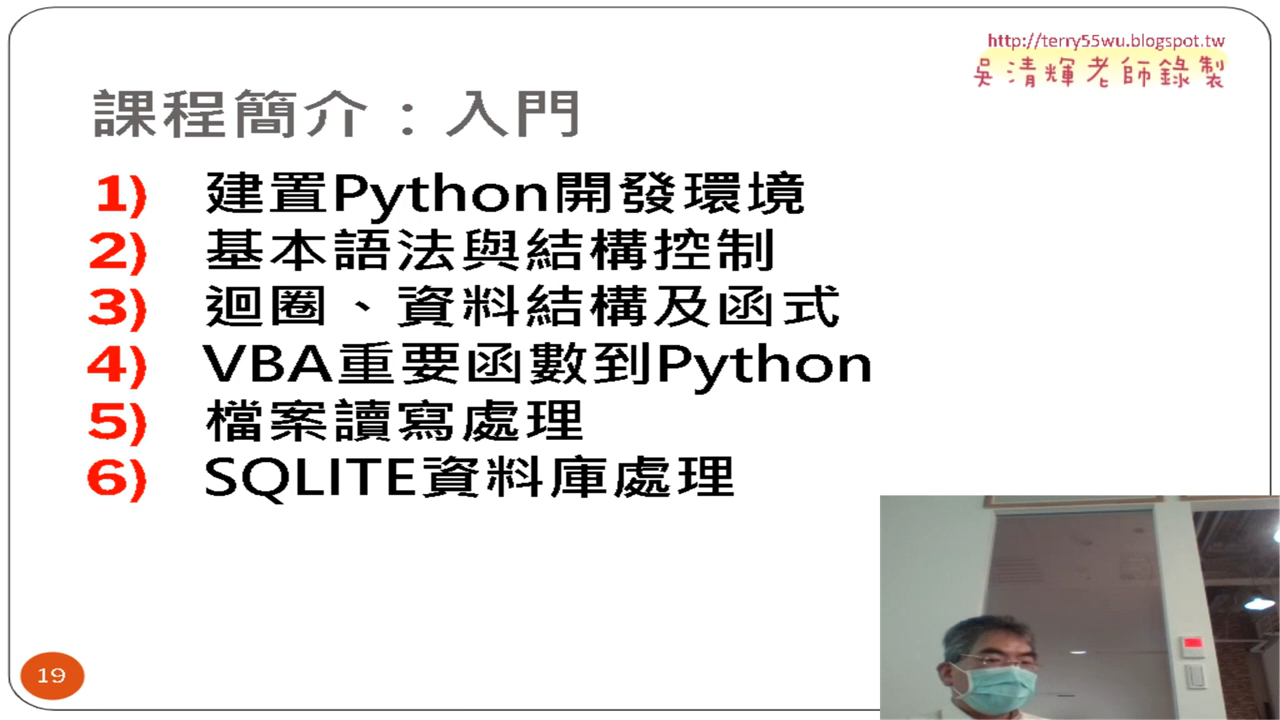 http://terry55wu.blogspot.tw
吳清輝老師錄製
課程簡介：入門
1) 建置Python開發環境
2) 基本語法與結構控制
3) 迴圈、資料結構及函式
4) VBA重要函數到Python
5) 檔案讀寫處理
6) SQLITE資料庫處理
19